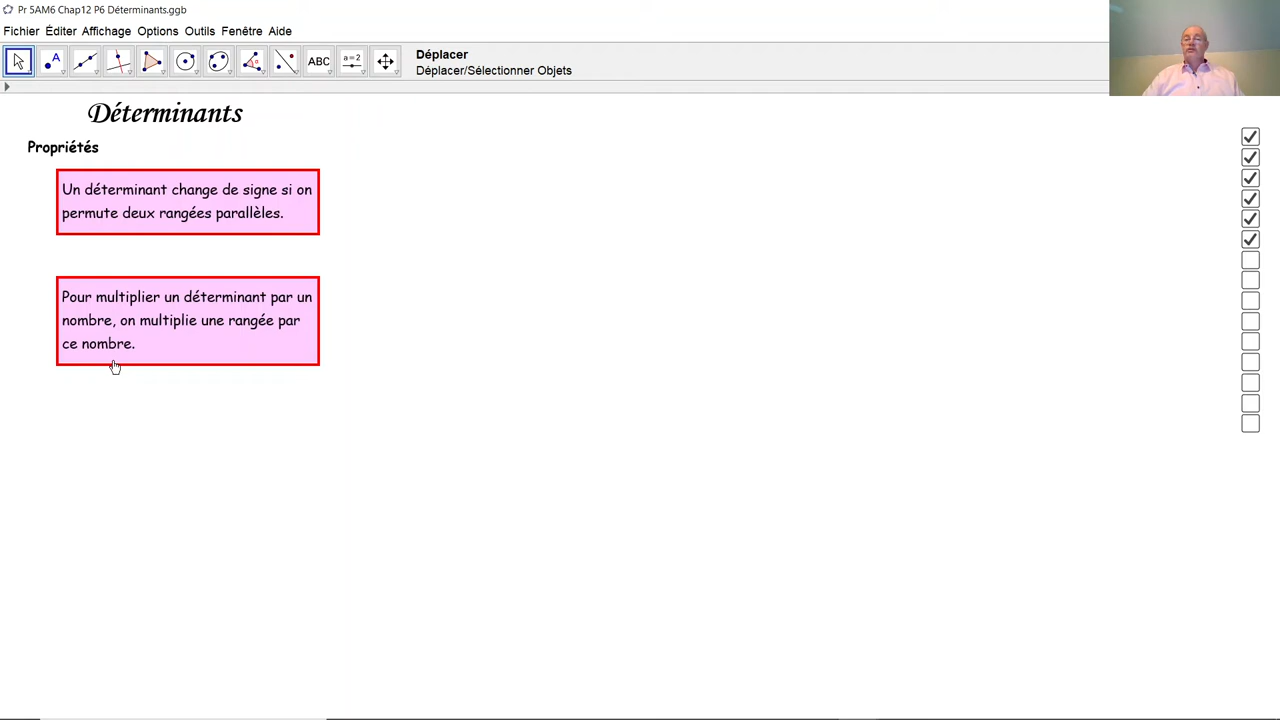 Pr 5AM6 Chap12 P6 Déterminants.ggb
Fichier Éditer Affichage Options Outils Fenêtre Aide
A
ABC
a=2
Déplacer
Déplacer/Sélectionner Objets
Déterminants
Propriétés
Un déterminant change de signe si on
permute deux rangées parallèles.
Pour multiplier un déterminant par un
nombre, on multiplie une rangée par
ce nombre.